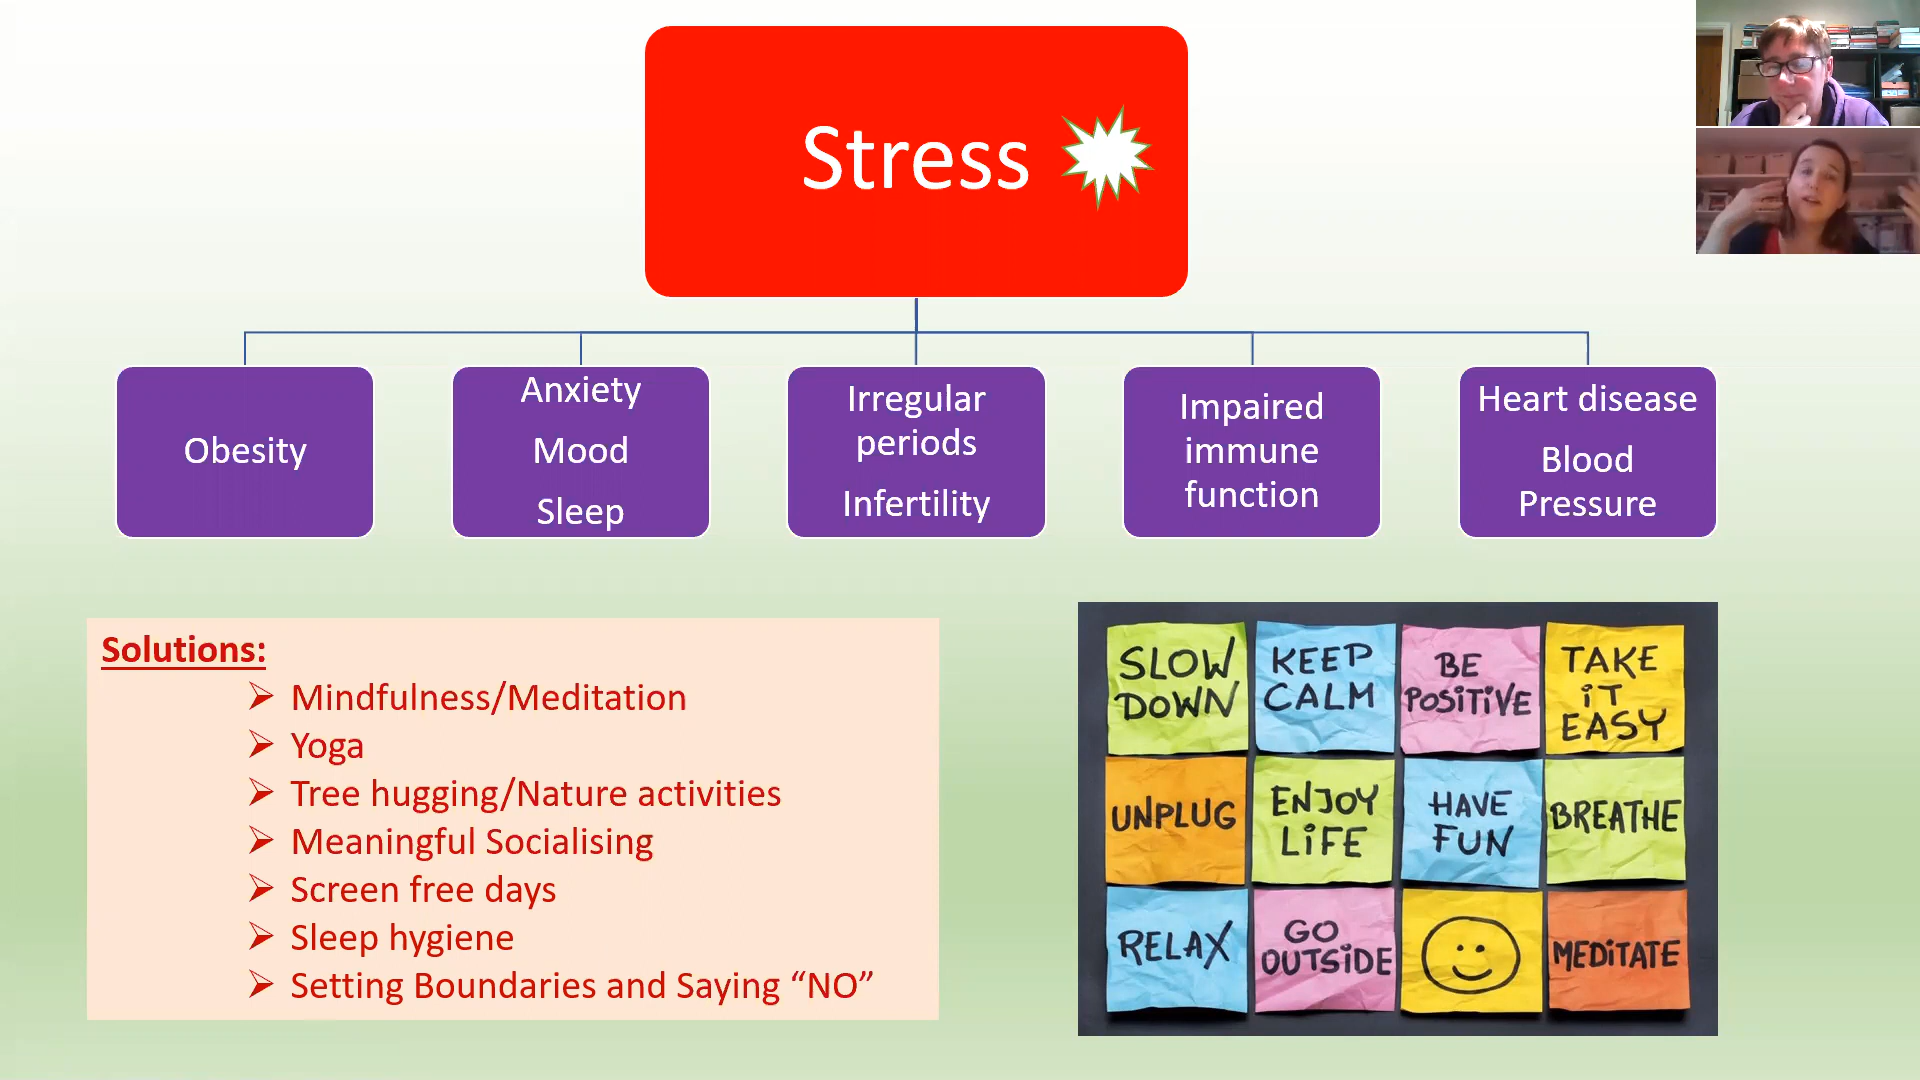 Stress
Obesity
Anxiety
Mood
Sleep
Irregular
periods
Infertility
Impaired
immune
function
Heart disease
Blood
Pressure
Solutions:
Mindfulness/Meditation
Yoga
Tree hugging/Nature activities
Meaningful Socialising
Screen free days
Sleep hygiene
Setting Boundaries and Saying “NO”
SLOW
DOWN
KEEP
CALM
BE
POSITIVE
TAKE
iT
EASY
UNPLUG
ENJOY
LiFE
HAVE
FUN
BREATHE
RELAX
GO
OUTSiDE
MEDiTATE